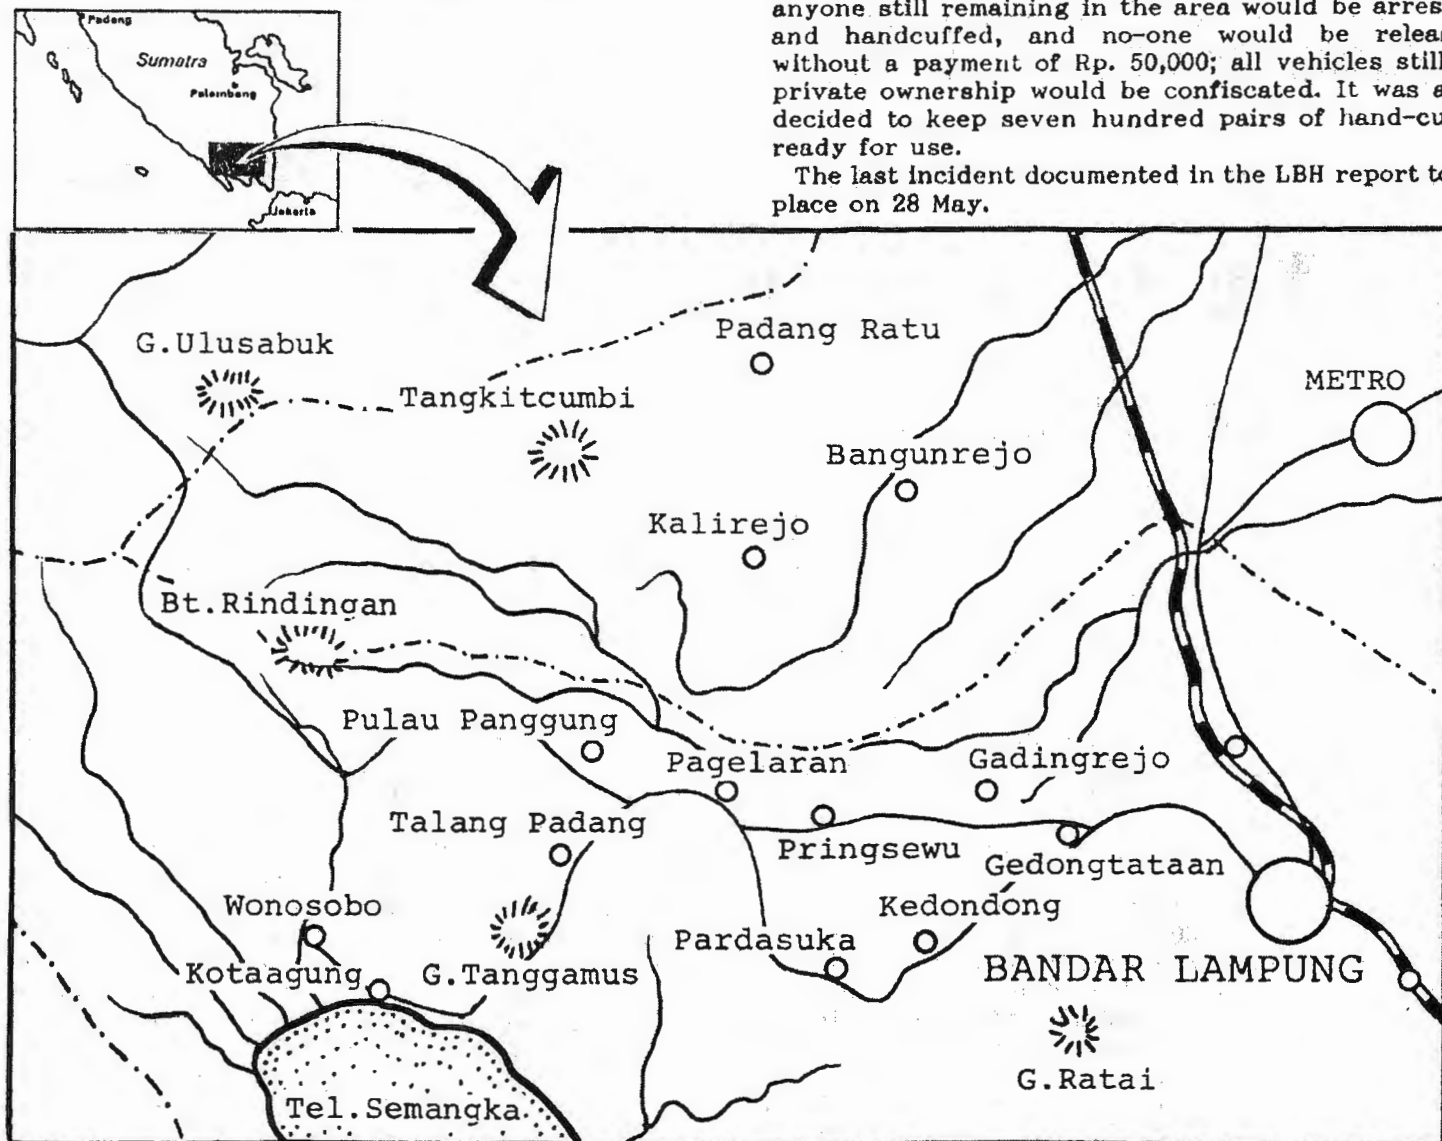 Padang
Sumatra
Palembang
Jakarta
anyone still remaining in the area would be arres
and handcuffed, and no-one would be relea
without a payment of Rp. 50,000; all vehicles still
private ownership would be confiscated. It was a
decided to keep seven hundred pairs of hand-cu
ready for use.
The last incident documented in the LBH report to
place on 28 May.
G.Ulusabuk
Padang Ratu
Tangkitcumbi
METRO
Bangunrejo
Kalirejo
Bt.Rindingan
Pulau Panggung
Pagelaran
Gadingrejo
Talang Padang
Pringsewu
Gedongtataan
Wonosobo
Kedondong
Pardasuka
Kotaagung
G.Tanggamus
BANDAR LAMPUNG
G.Ratai
Tel.Semangka